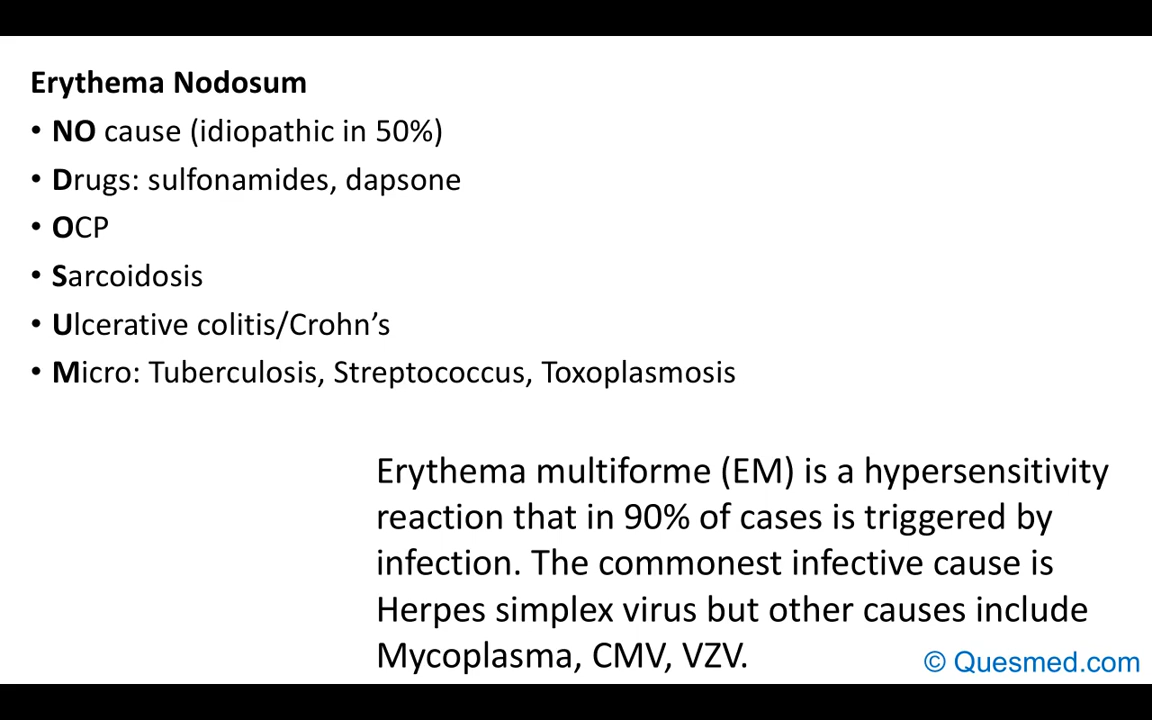 Erythema Nodosum
• NO cause (idiopathic in 50%)
• Drugs: sulfonamides, dapsone
• OCP
• Sarcoidosis
• Ulcerative colitis/Crohn’s
• Micro: Tuberculosis, Streptococcus, Toxoplasmosis
Erythema multiforme (EM) is a hypersensitivity
reaction that in 90% of cases is triggered by
infection. The commonest infective cause is
Herpes simplex virus but other causes include
Mycoplasma, CMV, VZV.
© Quesmed.com